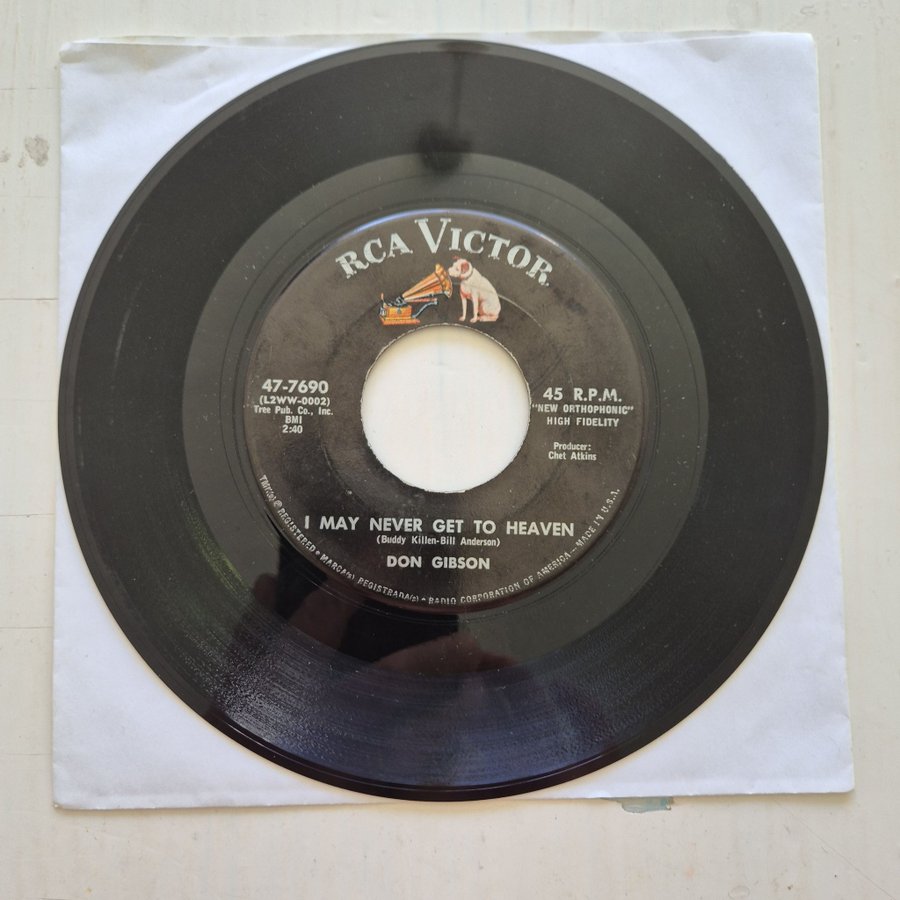 RCA VICTOR
47-7690
(L2WW-0002)
Tree Pub. Co., Inc.
BMI
2:40
45 R.P.M.
"NEW ORTHOPHONIC"
HIGH FIDELITY
Producer:
Chet Atkins
I MAY NEVER GET TO HEAVEN
(Buddy Killen-Bill Anderson)
DON GIBSON
TMK(s) ® REGISTERED • MARCA(s) REGISTRADA(s) • RADIO CORPORATION OF AMERICA – MADE IN U.S.A.